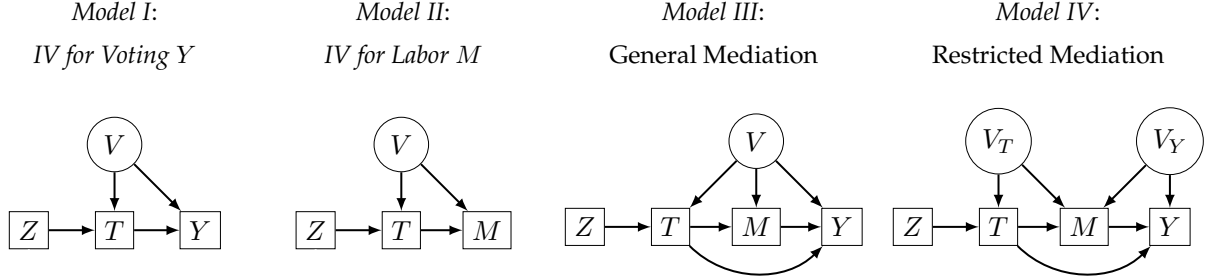 Model I: Model II: Model III: Model IV:
IV for Voting Y IV for Labor M General Mediation Restricted Mediation
V V V V_T V_Y
Z T Y Z T M Z T M Y Z T M Y